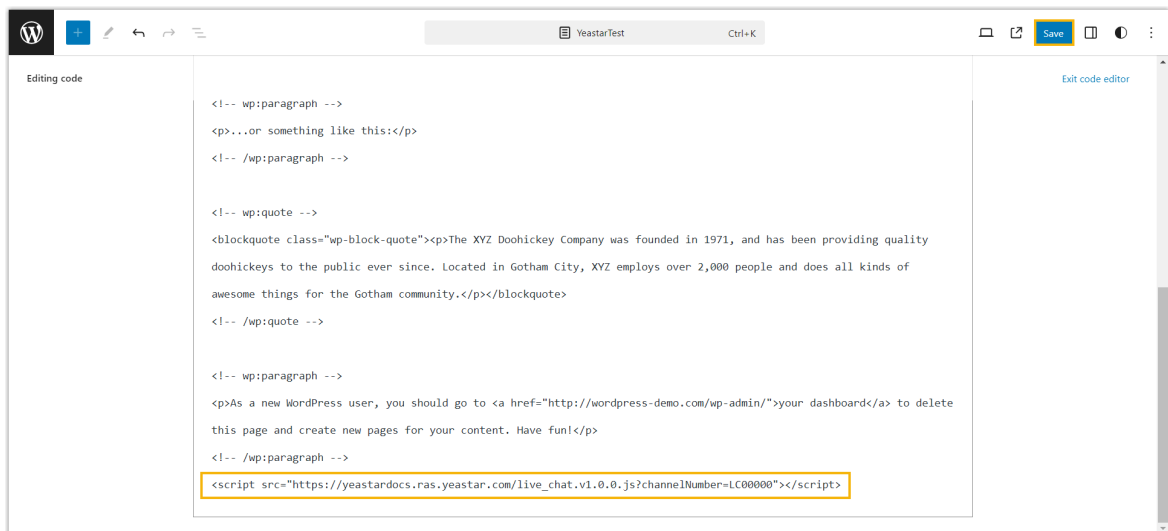 YeastarTest
Ctrl+K
Save
Editing code
Exit code editor
<!-- wp:paragraph -->
<p>...or something like this:</p>
<!-- /wp:paragraph -->
<!-- wp:quote -->
<blockquote class="wp-block-quote"><p>The XYZ Doohickey Company was founded in 1971, and has been providing quality
doohickeys to the public ever since. Located in Gotham City, XYZ employs over 2,000 people and does all kinds of
awesome things for the Gotham community.</p></blockquote>
<!-- /wp:quote -->
<!-- wp:paragraph -->
<p>As a new WordPress user, you should go to <a href="http://wordpress-demo.com/wp-admin/">your dashboard</a> to delete
this page and create new pages for your content. Have fun!</p>
<!-- /wp:paragraph -->
<script src="https://yeastardocs.ras.yeastar.com/live_chat.v1.0.0.js?channelNumber=LC00000"></script>